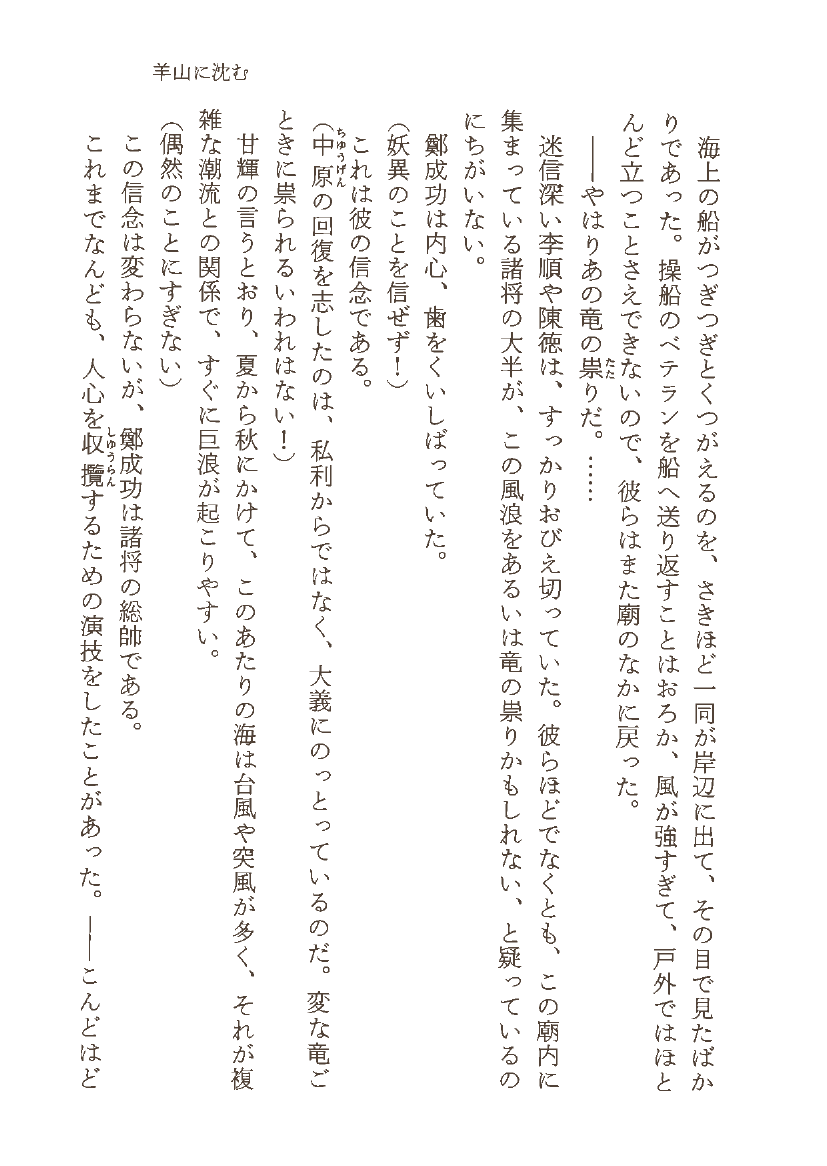 羊山に沈む
海上の船がつぎつぎとくつがえるのを、さきほど一同が岸辺に出て、その目で見たばか
りであった。操船のベテランを船へ送り返すことはおろか、風が強すぎて、戸外ではほと
んど立つことさえできないので、彼らはまた廟のなかに戻った。
――やはりあの竜の祟りだ。……
迷信深い李順や陳徳は、すっかりおびえ切っていた。彼らほどでなくとも、この廟内に
集まっている諸将の大半が、この風浪をあるいは竜の祟りかもしれない、と疑っているの
にちがいない。
鄭成功は内心、歯をくいしばっていた。
(妖異のことを信ぜず!)
これは彼の信念である。
(中原の回復を志したのは、私利からではなく、大義にのっとっているのだ。変な竜ご
ときに祟られるいわれはない!)
甘輝の言うとおり、夏から秋にかけて、このあたりの海は台風や突風が多く、それが複
雑な潮流との関係で、すぐに巨浪が起こりやすい。
(偶然のことにすぎない)
この信念は変わらないが、鄭成功は諸将の総帥である。
これまでなんども、人心を収攬するための演技をしたことがあった。――こんどはど